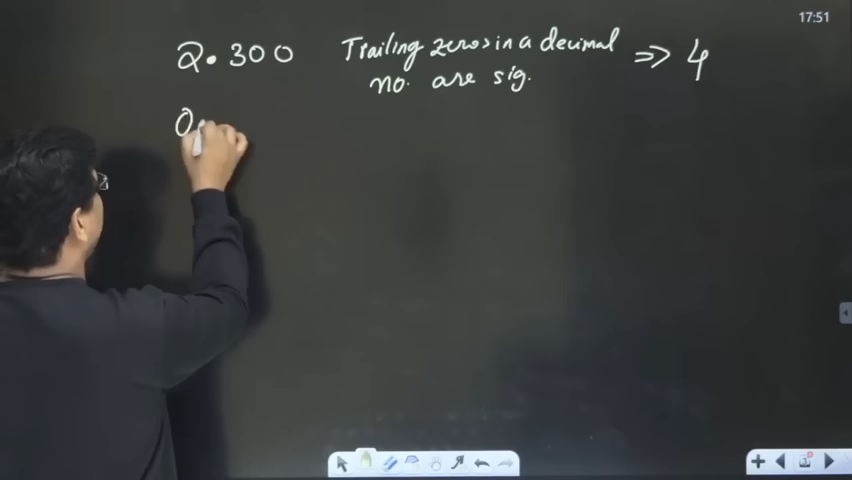 17:51
2.300 Trailing zeros in a decimal ⇒ 4
no. are sig.
0.